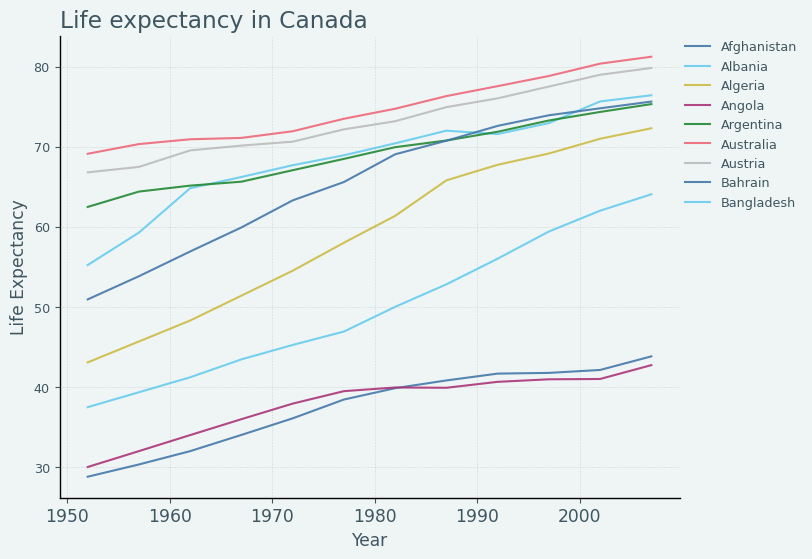 Life expectancy in Canada
Afghanistan
Albania
Algeria
Angola
Argentina
Australia
Austria
Bahrain
Bangladesh
Life Expectancy
80
70
60
50
40
30
1950 1960 1970 1980 1990 2000
Year